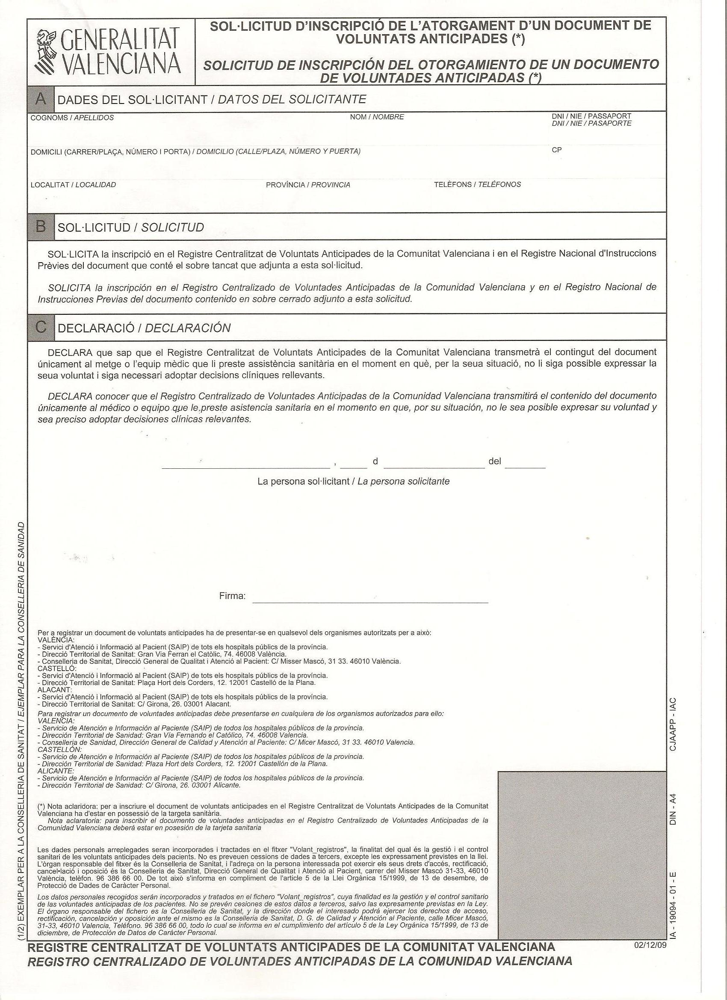 GENERALITAT
VALENCIANA
SOL·LICITUD D'INSCRIPCIÓ DE L'ATORGAMENT D'UN DOCUMENT DE
VOLUNTATS ANTICIPADES (*)
SOLICITUD DE INSCRIPCIÓN DEL OTORGAMIENTO DE UN DOCUMENTO
DE VOLUNTADES ANTICIPADAS (*)
A DADES DEL SOL·LICITANT / DATOS DEL SOLICITANTE
COGNOMS / APELLIDOS NOM / NOMBRE DNI / NIE / PASSAPORT
DNI / NIE / PASAPORTE
DOMICILI (CARRER/PLAÇA, NÚMERO I PORTA) / DOMICILIO (CALLE/PLAZA, NÚMERO Y PUERTA) CP
LOCALITAT / LOCALIDAD PROVÍNCIA / PROVINCIA TELÈFONS / TELÉFONOS
B SOL·LICITUD / SOLICITUD
SOL·LICITA la inscripció en el Registre Centralitzat de Voluntats Anticipades de la Comunitat Valenciana i en el Registre Nacional d'Instruccions
Prèvies del document que conté el sobre tancat que adjunta a esta sol·licitud.
SOLICITA la inscripción en el Registro Centralizado de Voluntades Anticipadas de la Comunidad Valenciana y en el Registro Nacional de
Instrucciones Previas del documento contenido en sobre cerrado adjunto a esta solicitud.
C DECLARACIÓ / DECLARACIÓN
DECLARA que sap que el Registre Centralitzat de Voluntats Anticipades de la Comunitat Valenciana transmetrà el contingut del document
únicament al metge o l'equip mèdic que li preste assistència sanitària en el moment en què, per la seua situació, no li siga possible expressar la
seua voluntat i siga necessari adoptar decisions clíniques rellevants.
DECLARA conocer que el Registro Centralizado de Voluntades Anticipadas de la Comunidad Valenciana transmitirá el contenido del documento
únicamente al médico o equipo que le preste asistencia sanitaria en el momento en que, por su situación, no le sea posible expresar su voluntad y
sea preciso adoptar decisiones clínicas relevantes.
, d del
La persona sol·licitant / La persona solicitante
Firma:
Per a registrar un document de voluntats anticipades ha de presentar-se en qualsevol dels organismes autoritzats per a això:
VALÈNCIA:
- Servici d'Atenció i Informació al Pacient (SAIP) de tots els hospitals públics de la província.
- Direcció Territorial de Sanitat: Gran Via Ferran el Catòlic, 74. 46008 València.
- Conselleria de Sanitat, Direcció General de Qualitat i Atenció al Pacient: C/ Misser Mascó, 31 33. 46010 València.
CASTELLÓ:
- Servici d'Atenció i Informació al Pacient (SAIP) de tots els hospitals públics de la província.
- Direcció Territorial de Sanitat: Plaça Hort dels Corders, 12. 12001 Castelló de la Plana.
ALACANT:
- Servici d'Atenció i Informació al Pacient (SAIP) de tots els hospitals públics de la província.
- Direcció Territorial de Sanitat: C/ Girona, 26. 03001 Alacant.
Para registrar un documento de voluntades anticipadas debe presentarse en cualquiera de los organismos autorizados para ello:
VALENCIA:
- Servicio de Atención e Información al Paciente (SAIP) de todos los hospitales públicos de la provincia.
- Dirección Territorial de Sanidad: Gran Vía Fernando el Católico, 74. 46008 Valencia.
- Conselleria de Sanidad, Dirección General de Calidad y Atención al Paciente: C/ Micer Mascó, 31 33. 46010 Valencia.
CASTELLÓN:
- Servicio de Atención e Información al Paciente (SAIP) de todos los hospitales públicos de la provincia.
- Dirección Territorial de Sanidad: Plaza Hort dels Corders, 12. 12001 Castellón de la Plana.
ALICANTE:
- Servicio de Atención e Información al Paciente (SAIP) de todos los hospitales públicos de la provincia.
- Dirección Territorial de Sanidad: C/ Girona, 26. 03001 Alicante.
(*) Nota aclaridora: per a inscriure el document de voluntats anticipades en el Registre Centralitzat de Voluntats Anticipades de la Comunitat
Valenciana ha d'estar en possessió de la targeta sanitària.
Nota aclaratoria: para inscribir el documento de voluntades anticipadas en el Registro Centralizado de Voluntades Anticipadas de la
Comunidad Valenciana deberá estar en posesión de la tarjeta sanitaria
Les dades personals arreplegades seran incorporades i tractades en el fitxer "Volant_registros", la finalitat del qual és la gestió i el control
sanitari de les voluntats anticipades dels pacients. No es preveuen cessions de dades a tercers, excepte les expressament previstes en la llei.
L'òrgan responsable del fitxer és la Conselleria de Sanitat, i l'adreça on la persona interessada pot exercir els seus drets d'accés, rectificació,
cancel•lació i oposició és la Conselleria de Sanitat, Direcció General de Qualitat i Atenció al Pacient, carrer del Misser Mascó 31-33, 46010
València, telèfon. 96 386 66 00. De tot això s'informa en compliment de l'article 5 de la Llei Orgànica 15/1999, de 13 de desembre, de
Protecció de Dades de Caràcter Personal.
Los datos personales recogidos serán incorporados y tratados en el fichero "Volant_registros", cuya finalidad es la gestión y el control sanitario
de las voluntades anticipadas de los pacientes. No se prevén cesiones de estos datos a terceros, salvo las expresamente previstas en la Ley.
El órgano responsable del fichero es la Conselleria de Sanitat, y la dirección donde el interesado podrá ejercer los derechos de acceso,
rectificación, cancelación y oposición ante el mismo es la Conselleria de Sanitat, D. G. de Calidad y Atención al Paciente, calle Micer Mascó,
31-33, 46010 Valencia, Teléfono. 96 386 66 00, todo lo cual se informa en el cumplimiento del artículo 5 de la Ley Orgánica 15/1999, de 13 de
diciembre, de Protección de Datos de Carácter Personal.
(1/2) EXEMPLAR PER A LA CONSELLERIA DE SANITAT / EJEMPLAR PARA LA CONSELLERIA DE SANIDAD
IA - 19094 - 01 - E DIN - A4 CJAAPP - IAC
REGISTRE CENTRALITZAT DE VOLUNTATS ANTICIPADES DE LA COMUNITAT VALENCIANA 02/12/09
REGISTRO CENTRALIZADO DE VOLUNTADES ANTICIPADAS DE LA COMUNIDAD VALENCIANA